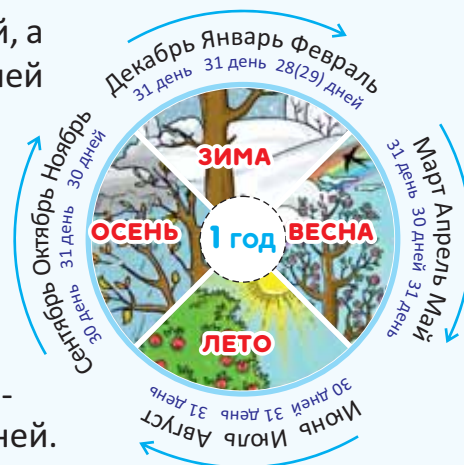 й, а
ней
Декабрь Январь Февраль
31 день 31 день 28(29) дней
Март Апрель Май
31 день 30 дней 31 день
Июнь Июль Август
30 дней 31 день 31 день
Сентябрь Октябрь Ноябрь
30 день 31 день 30 дней
ЗИМА
ОСЕНЬ
1 год
ВЕСНА
ЛЕТО
-
ней.